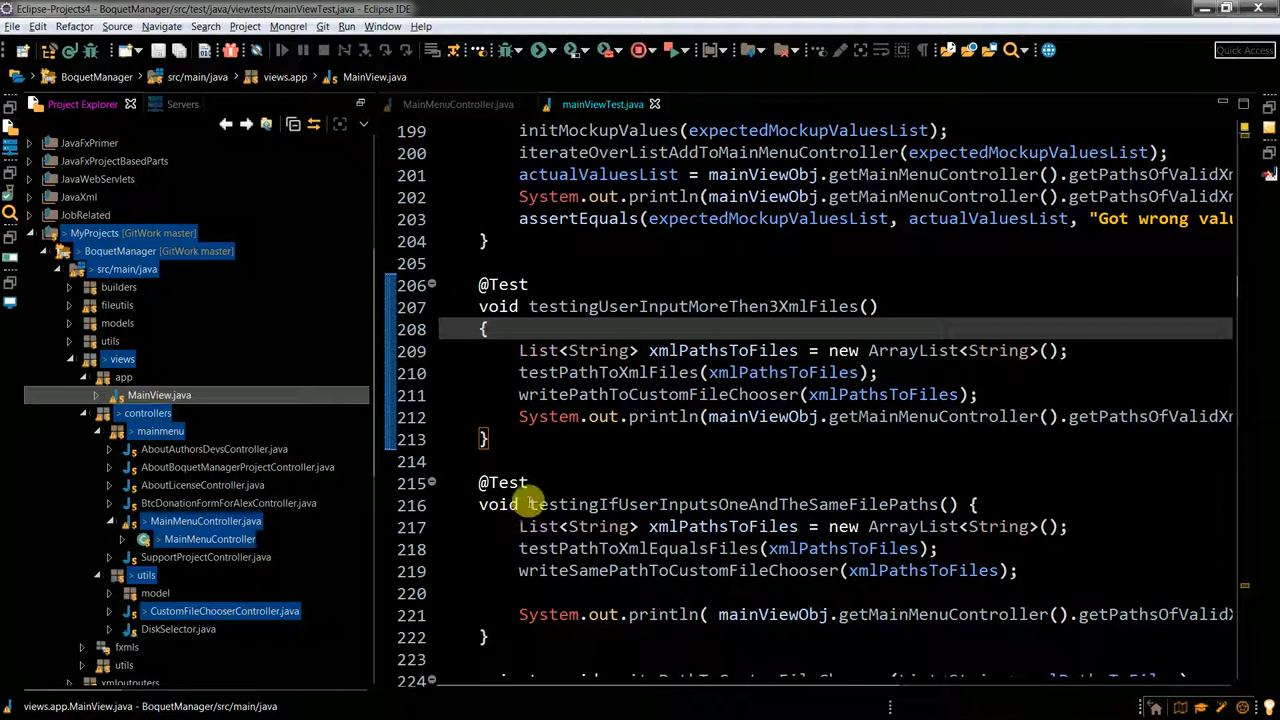 Eclipse-Projects4 - BoquetManager/src/test/java/viewtests/mainViewTest.java - Eclipse IDE
File Edit Refactor Source Navigate Search Project Mongrel Git Run Window Help
Quick Access
BoquetManager src/main/java views.app MainView.java
Project Explorer Servers
MainMenuController.java mainViewTest.java
JavaFxPrimer
JavaFxProjectBasedParts
JavaWebServlets
JavaXml
JobRelated
> MyProjects [GitWork master]
> BoquetManager [GitWork master]
> src/main/java
builders
fileutils
models
utils
> views
app
MainView.java
> controllers
> mainmenu
AboutAuthorsDevsController.java
AboutBoquetManagerProjectController.java
AboutLicenseController.java
BtcDonationFormForAlexController.java
> MainMenuController.java
> MainMenuController
SupportProjectController.java
> utils
model
> CustomFileChooserController.java
DiskSelector.java
fxmls
utils
xmloutputers
199 initMockupValues(expectedMockupValuesList);
200 iterateOverListAddToMainMenuController(expectedMockupValuesList);
201 actualValuesList = mainViewObj.getMainMenuController().getPathsOfValidXm
202 System.out.println(mainViewObj.getMainMenuController().getPathsOfValidXm
203 assertEquals(expectedMockupValuesList, actualValuesList, "Got wrong valu
204 }
205
206 @Test
207 void testingUserInputMoreThen3XmlFiles()
208 {
209 List<String> xmlPathsToFiles = new ArrayList<String>();
210 testPathToXmlFiles(xmlPathsToFiles);
211 writePathToCustomFileChooser(xmlPathsToFiles);
212 System.out.println(mainViewObj.getMainMenuController().getPathsOfValidXm
213 }
214
215 @Test
216 void testingIfUserInputsOneAndTheSameFilePaths() {
217 List<String> xmlPathsToFiles = new ArrayList<String>();
218 testPathToXmlEqualsFiles(xmlPathsToFiles);
219 writeSamePathToCustomFileChooser(xmlPathsToFiles);
220
221 System.out.println( mainViewObj.getMainMenuController().getPathsOfValidX
222 }
223
224
views.app.MainView.java - BoquetManager/src/main/java